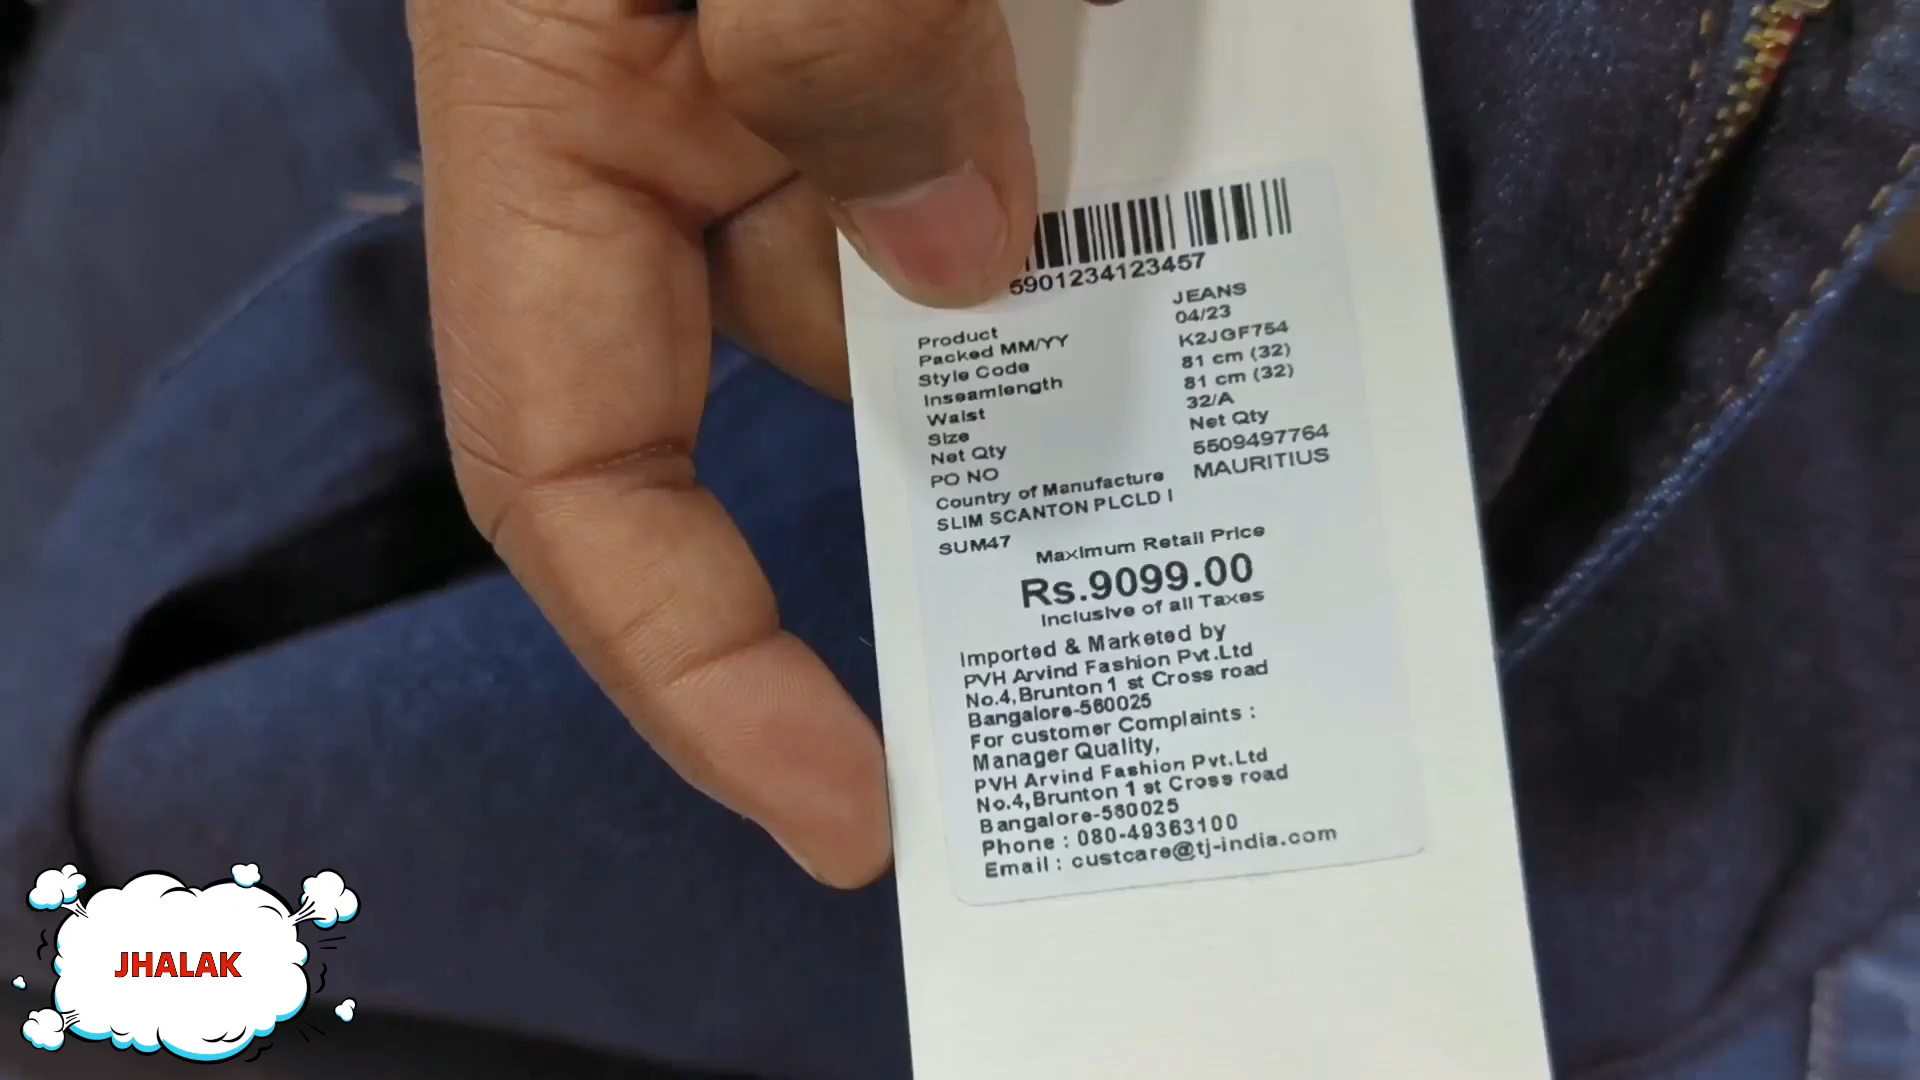 5901234123457
Product JEANS
Packed MM/YY 04/23
Style Code K2JGF754
Inseamlength 81 cm (32)
Waist 81 cm (32)
Size 32/A
Net Qty Net Qty
PO NO 5509497764
Country of Manufacture MAURITIUS
SLIM SCANTON PLCLD I
SUM47
Maximum Retail Price
Rs.9099.00
Inclusive of all Taxes
Imported & Marketed by
PVH Arvind Fashion Pvt.Ltd
No.4,Brunton 1 st Cross road
Bangalore-560025
For customer Complaints :
Manager Quality,
PVH Arvind Fashion Pvt.Ltd
No.4,Brunton 1 st Cross road
Bangalore-560025
Phone : 080-49363100
Email : custcare@tj-india.com
JHALAK